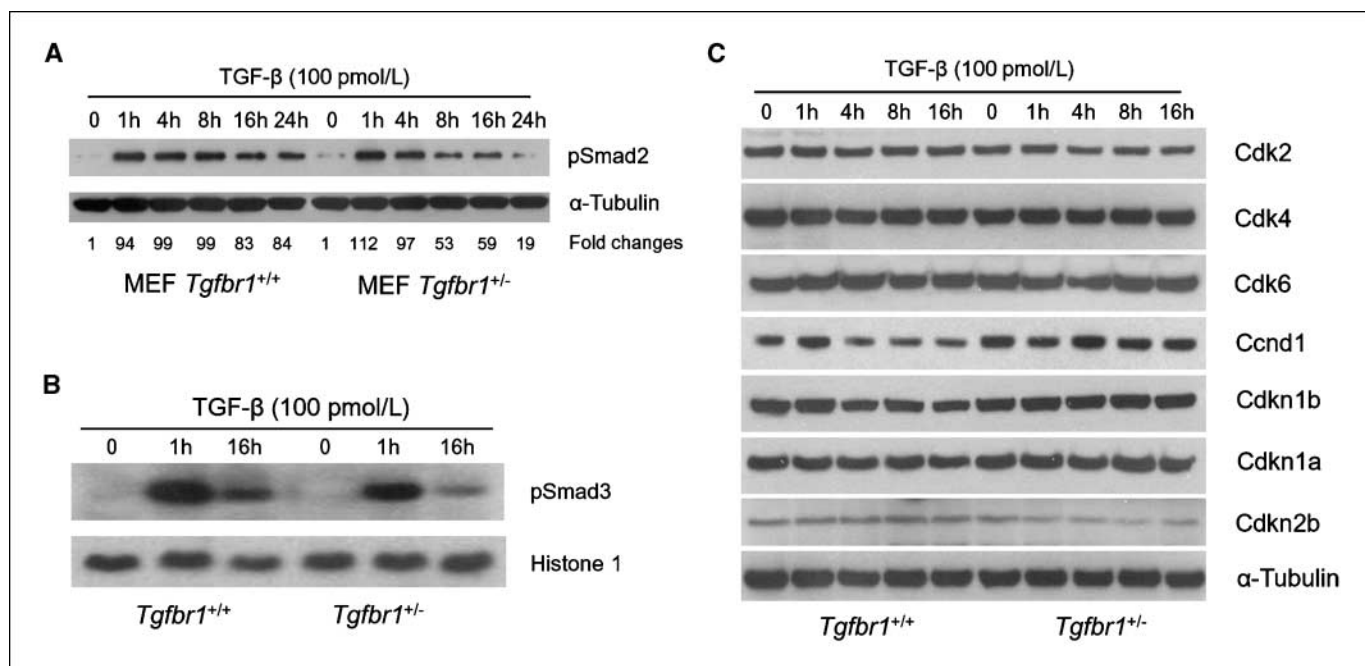 A
TGF-β (100 pmol/L)
0 1h 4h 8h 16h 24h 0 1h 4h 8h 16h 24h
pSmad2
α-Tubulin
1 94 99 99 83 84 1 112 97 53 59 19 Fold changes
MEF Tgfbr1+/+ MEF Tgfbr1+/-
B
TGF-β (100 pmol/L)
0 1h 16h 0 1h 16h
pSmad3
Histone 1
Tgfbr1+/+ Tgfbr1+/-
C
TGF-β (100 pmol/L)
0 1h 4h 8h 16h 0 1h 4h 8h 16h
Cdk2
Cdk4
Cdk6
Ccnd1
Cdkn1b
Cdkn1a
Cdkn2b
α-Tubulin
Tgfbr1+/+ Tgfbr1+/-